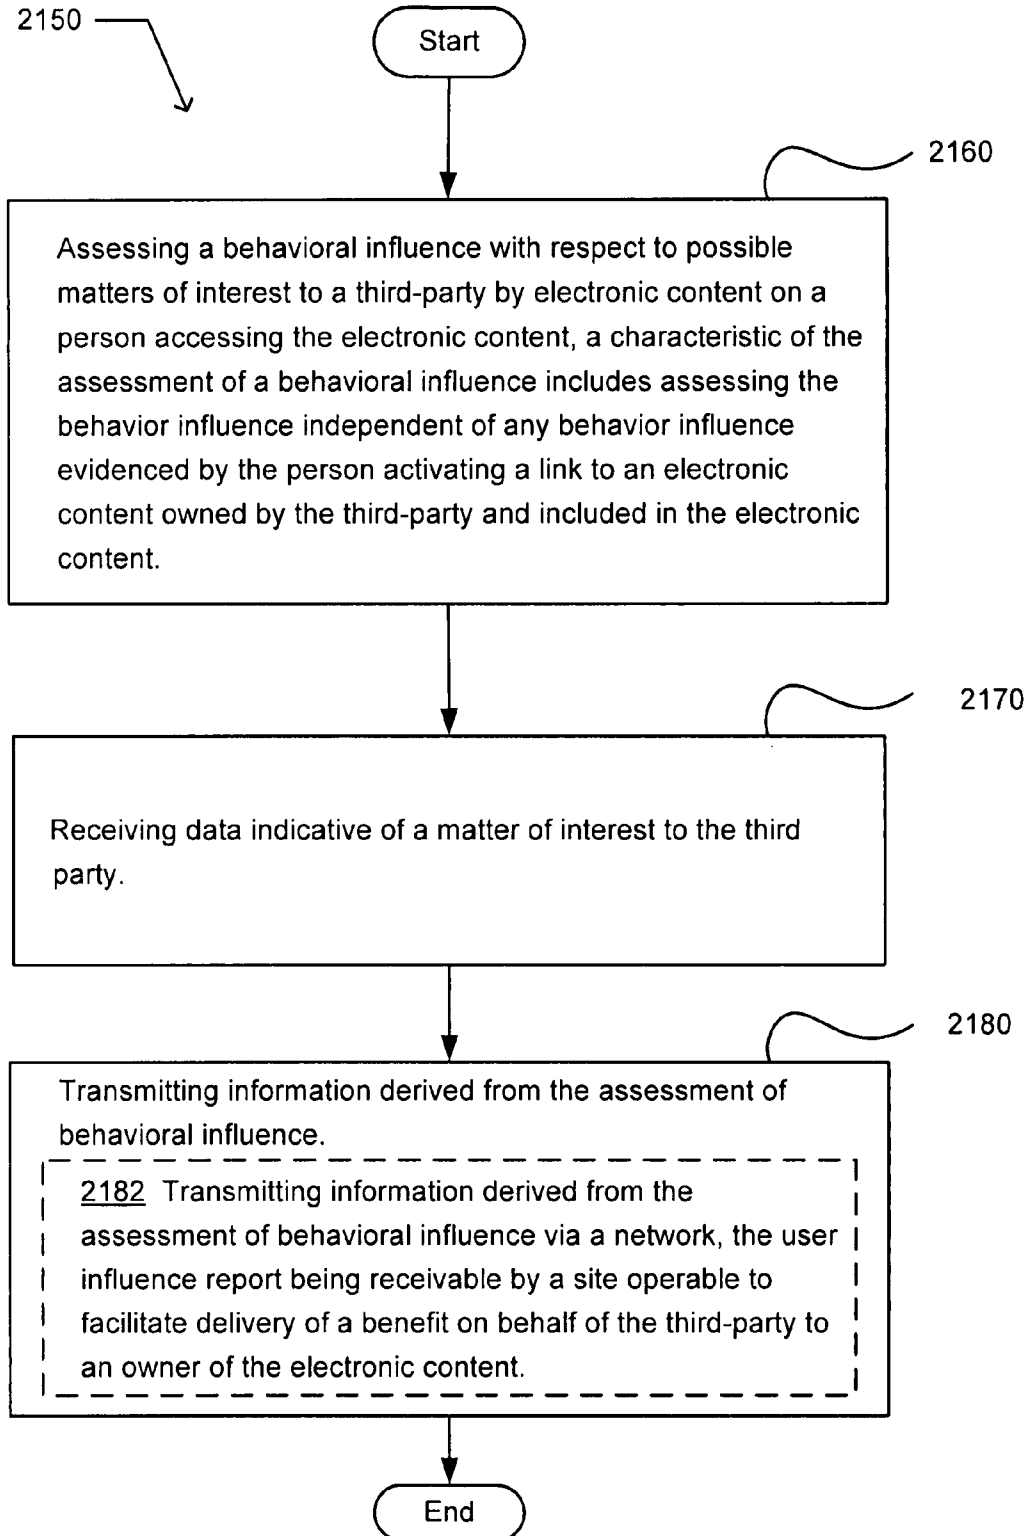 2150
Start
2160
Assessing a behavioral influence with respect to possible
matters of interest to a third-party by electronic content on a
person accessing the electronic content, a characteristic of the
assessment of a behavioral influence includes assessing the
behavior influence independent of any behavior influence
evidenced by the person activating a link to an electronic
content owned by the third-party and included in the electronic
content.
2170
Receiving data indicative of a matter of interest to the third
party.
2180
Transmitting information derived from the assessment of
behavioral influence.
2182 Transmitting information derived from the
assessment of behavioral influence via a network, the user
influence report being receivable by a site operable to
facilitate delivery of a benefit on behalf of the third-party to
an owner of the electronic content.
End